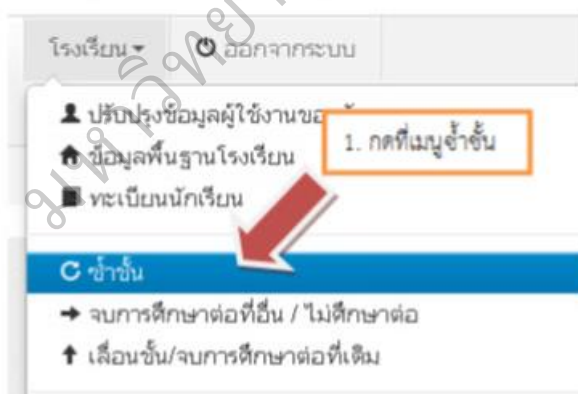 โรงเรียน ออกจากระบบ
ปรับปรุงข้อมูลผู้ใช้งานของ
1. กดที่เมนูซ้ำชั้น
ข้อมูลพื้นฐานโรงเรียน
ทะเบียนนักเรียน
ซ้ำชั้น
จบการศึกษาต่อที่อื่น / ไม่ศึกษาต่อ
เลื่อนชั้น/จบการศึกษาต่อที่เดิม